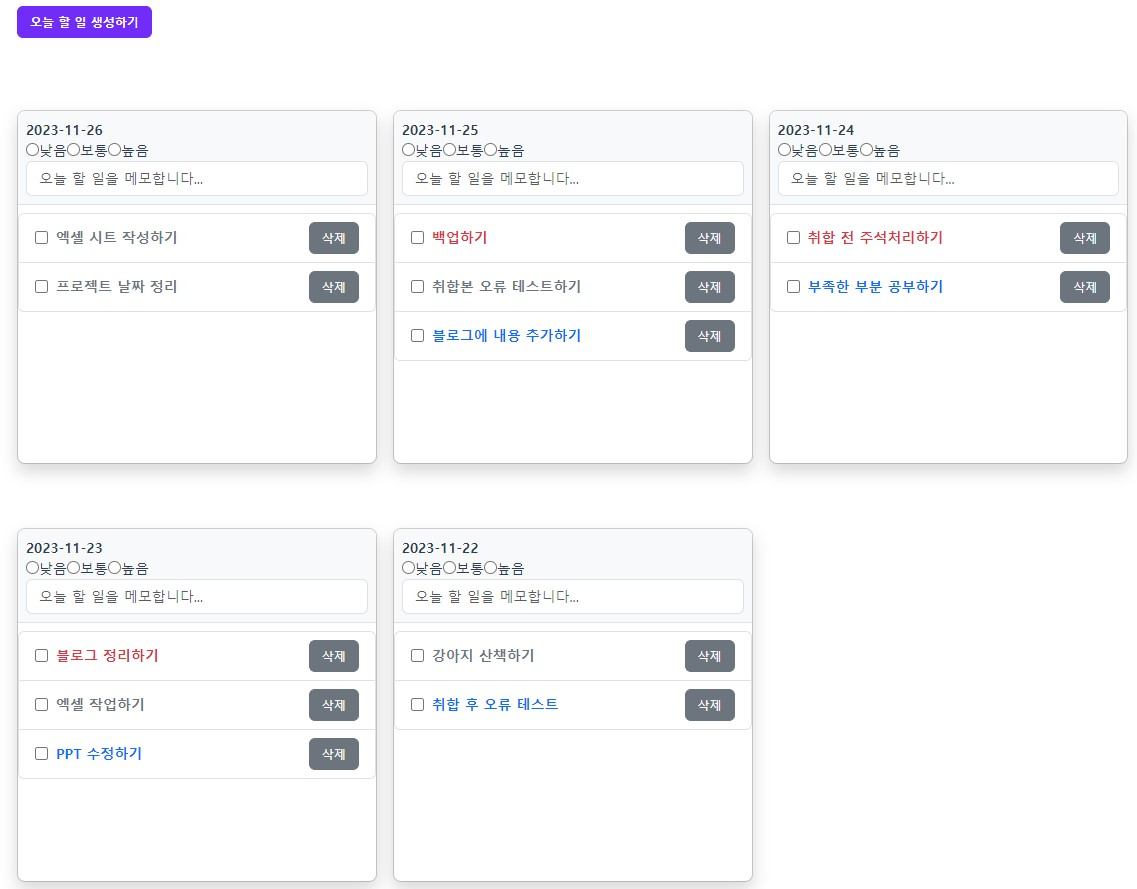 오늘 할 일 생성하기
2023-11-26
낮음 보통 높음
오늘 할 일을 메모합니다...
엑셀 시트 작성하기 삭제
프로젝트 날짜 정리 삭제
2023-11-25
낮음 보통 높음
오늘 할 일을 메모합니다...
백업하기 삭제
취합본 오류 테스트하기 삭제
블로그에 내용 추가하기 삭제
2023-11-24
낮음 보통 높음
오늘 할 일을 메모합니다...
취합 전 주석처리하기 삭제
부족한 부분 공부하기 삭제
2023-11-23
낮음 보통 높음
오늘 할 일을 메모합니다...
블로그 정리하기 삭제
엑셀 작업하기 삭제
PPT 수정하기 삭제
2023-11-22
낮음 보통 높음
오늘 할 일을 메모합니다...
강아지 산책하기 삭제
취합 후 오류 테스트 삭제